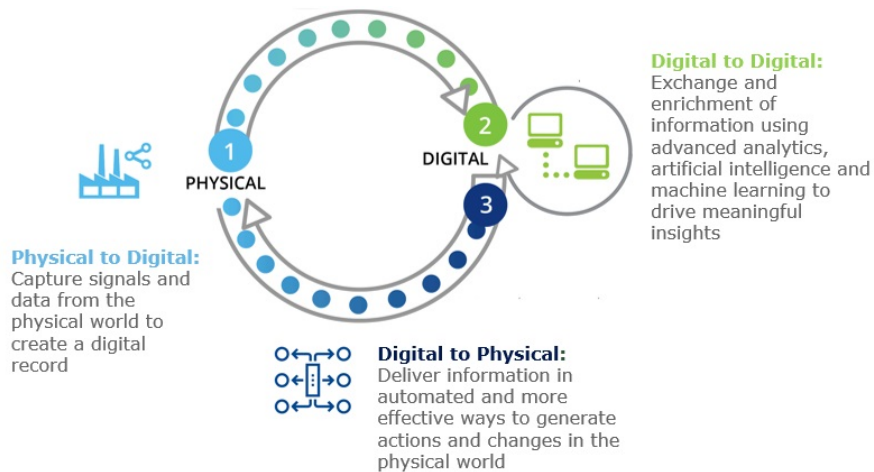 1
PHYSICAL
2
DIGITAL
3
Digital to Digital:
Exchange and
enrichment of
information using
advanced analytics,
artificial intelligence and
machine learning to
drive meaningful
insights
Physical to Digital:
Capture signals and
data from the
physical world to
create a digital
record
Digital to Physical:
Deliver information in
automated and more
effective ways to generate
actions and changes in the
physical world